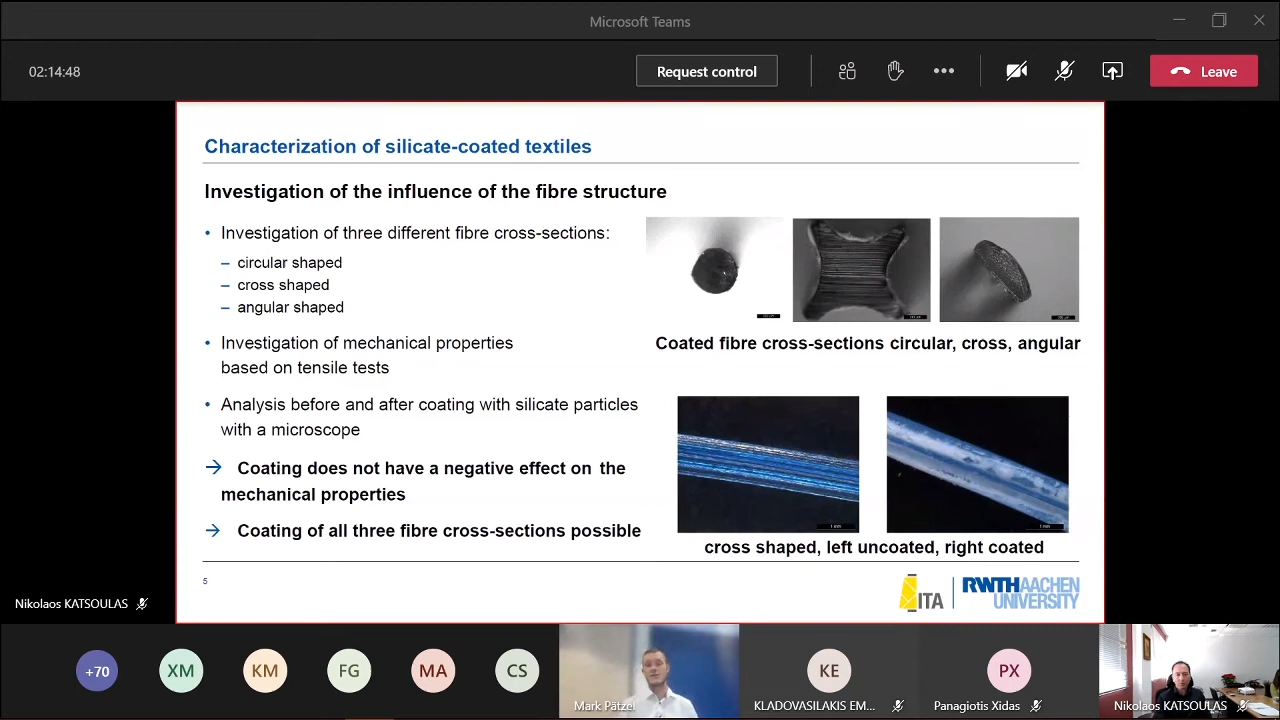 Microsoft Teams
02:14:48
Request control
Leave
Characterization of silicate-coated textiles
Investigation of the influence of the fibre structure
• Investigation of three different fibre cross-sections:
– circular shaped
– cross shaped
– angular shaped
• Investigation of mechanical properties
based on tensile tests
• Analysis before and after coating with silicate particles
with a microscope
→ Coating does not have a negative effect on the
mechanical properties
→ Coating of all three fibre cross-sections possible
Coated fibre cross-sections circular, cross, angular
1 mm
1 mm
cross shaped, left uncoated, right coated
5
ITA
RWTHAACHEN
UNIVERSITY
Nikolaos KATSOULAS
+70
XM
KM
FG
MA
CS
Mark Pätzel
KE
KLADOVASILAKIS EM...
PX
Panagiotis Xidas
Nikolaos KATSOULAS